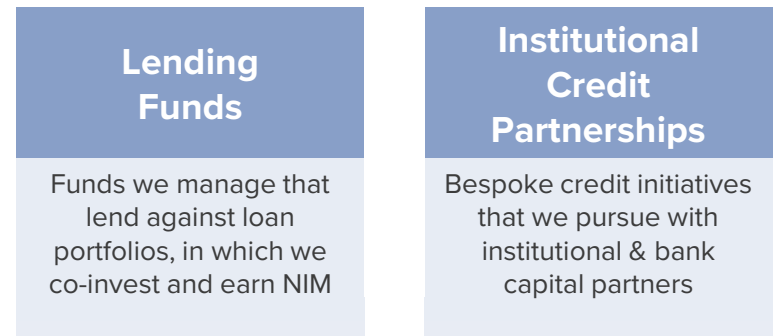 Lending
Funds
Funds we manage that
lend against loan
portfolios, in which we
co-invest and earn NIM
Institutional
Credit
Partnerships
Bespoke credit initiatives
that we pursue with
institutional & bank
capital partners